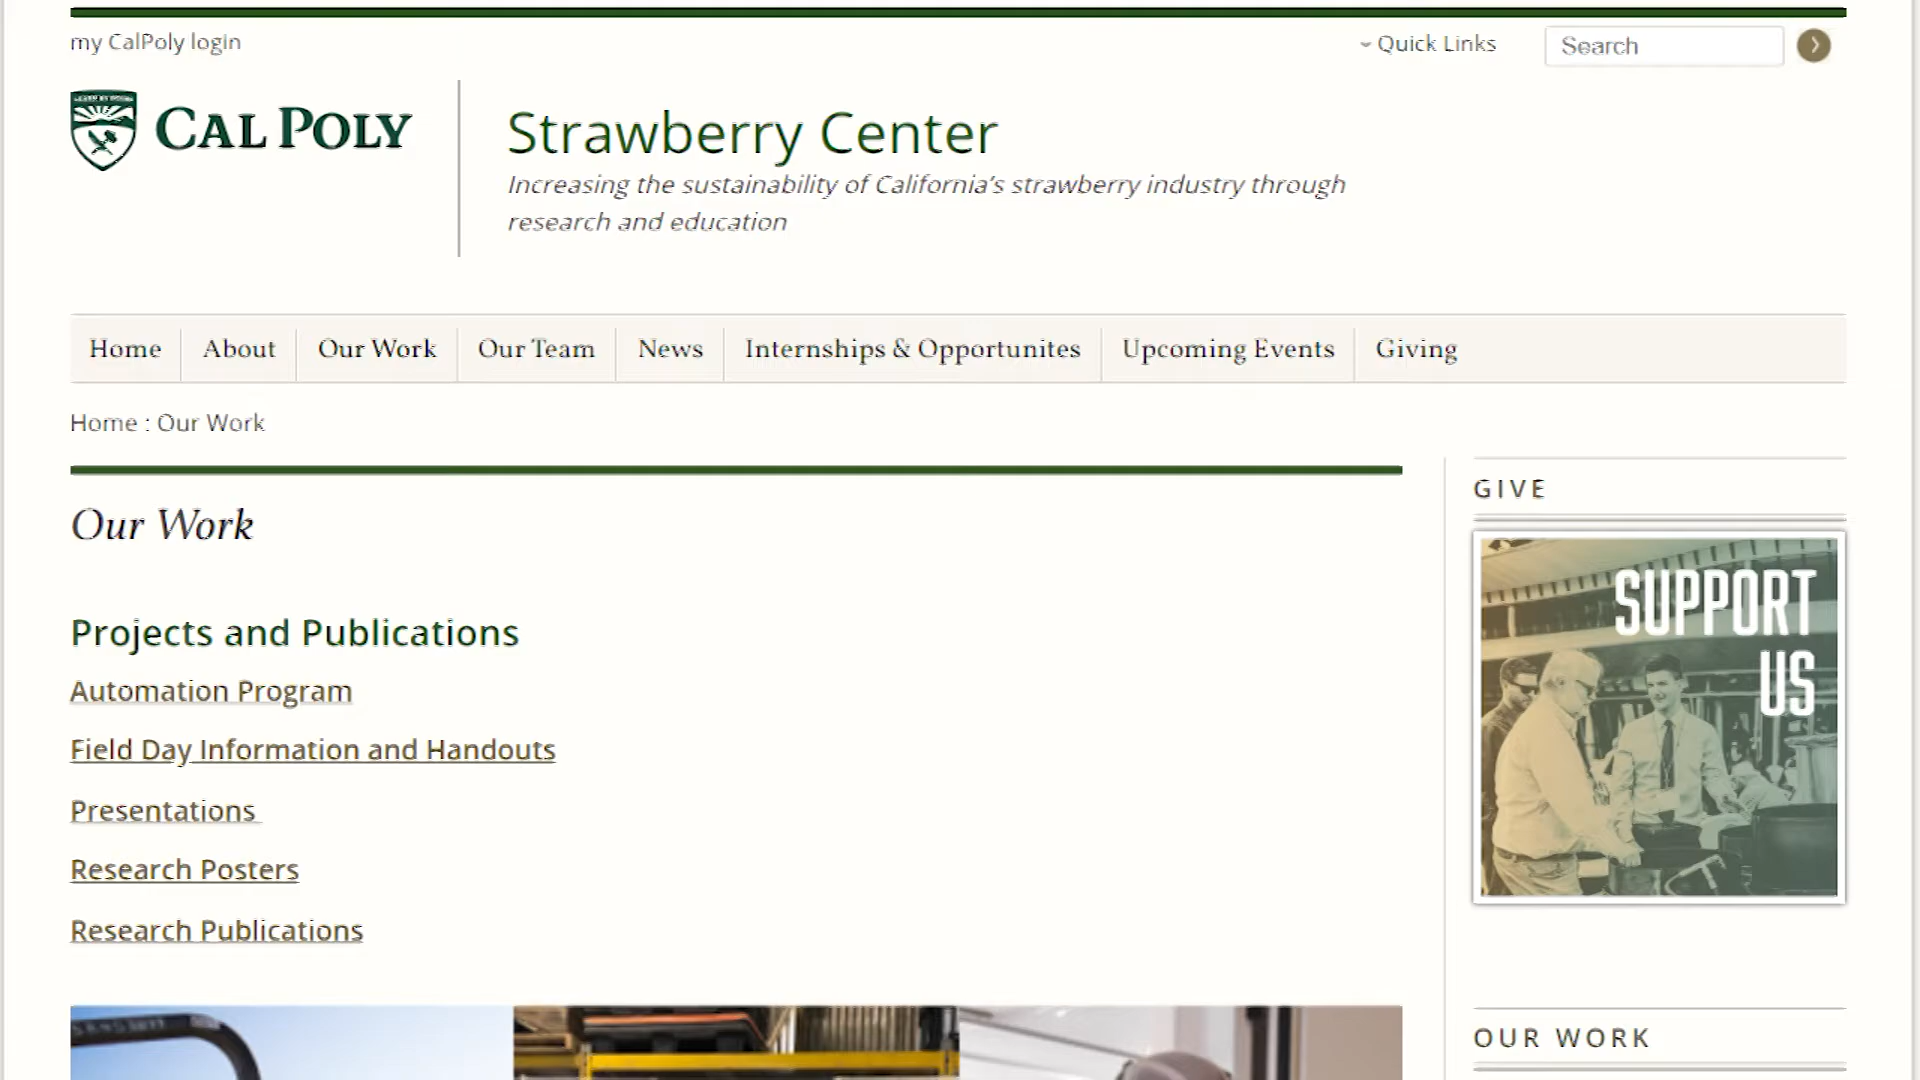 my CalPoly login
Quick Links
Search
CAL POLY
Strawberry Center
Increasing the sustainability of California's strawberry industry through
research and education
Home
About
Our Work
Our Team
News
Internships & Opportunites
Upcoming Events
Giving
Home : Our Work
Our Work
Projects and Publications
Automation Program
Field Day Information and Handouts
Presentations
Research Posters
Research Publications
GIVE
SUPPORT
US
OUR WORK